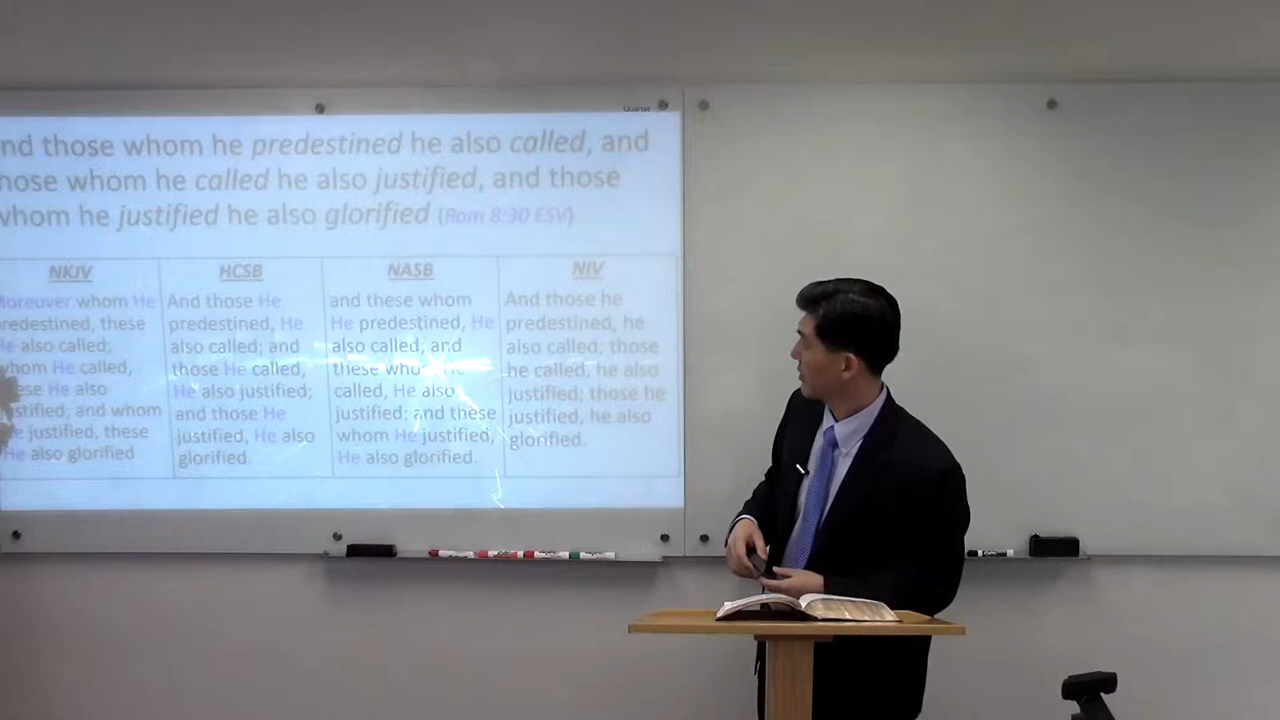 nd those whom he predestined he also called, and
hose whom he called he also justified, and those
whom he justified he also glorified (Rom 8:30 ESV)
NKJV
Moreover whom He
predestined, these
He also called;
whom He called,
ese He also
stified; and whom
e justified, these
He also glorified
HCSB
And those He
predestined, He
also called; and
those He called,
He also justified;
and those He
justified, He also
glorified.
NASB
and these whom
He predestined, He
also called; and
these who He
called, He also
justified; and these
whom He justified,
He also glorified.
NIV
And those he
predestined, he
also called; those
he called, he also
justified; those he
justified, he also
glorified.
Quartet